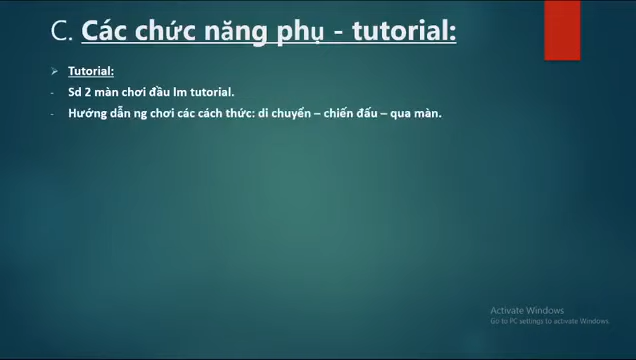 C. Các chức năng phụ - tutorial:
Tutorial:
- Sd 2 màn chơi đầu lm tutorial.
- Hướng dẫn ng chơi các cách thức: di chuyển – chiến đấu – qua màn.
Activate Windows
Go to PC settings to activate Windows.